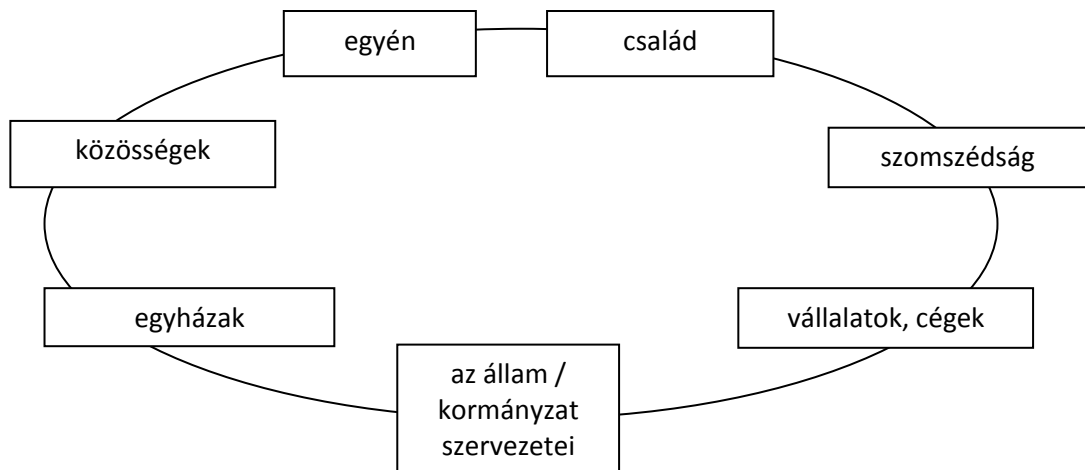 egyén
család
közösségek
szomszédság
egyházak
vállalatok, cégek
az állam /
kormányzat
szervezetei